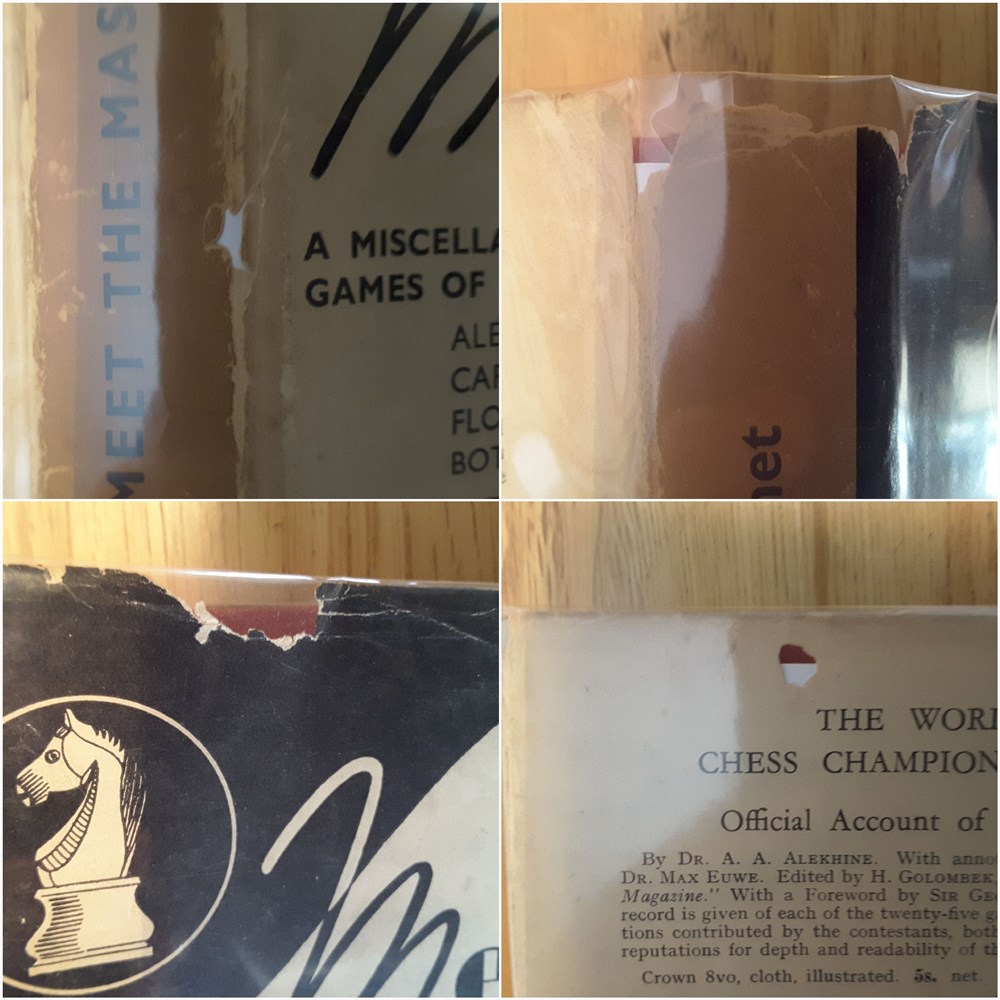 MEET THE MAS
m
A MISCELLA
GAMES OF
ALE
CAP
FLO
BOT
net
Me
THE WORL
CHESS CHAMPION
Official Account of
By DR. A. A. ALEKHINE. With anno
DR. MAX EUWE. Edited by H. GOLOMBEK
Magazine." With a Foreword by SIR GE
record is given of each of the twenty-five g
tions contributed by the contestants, both
reputations for depth and readability of th
Crown 8vo, cloth, illustrated. 5s. net.